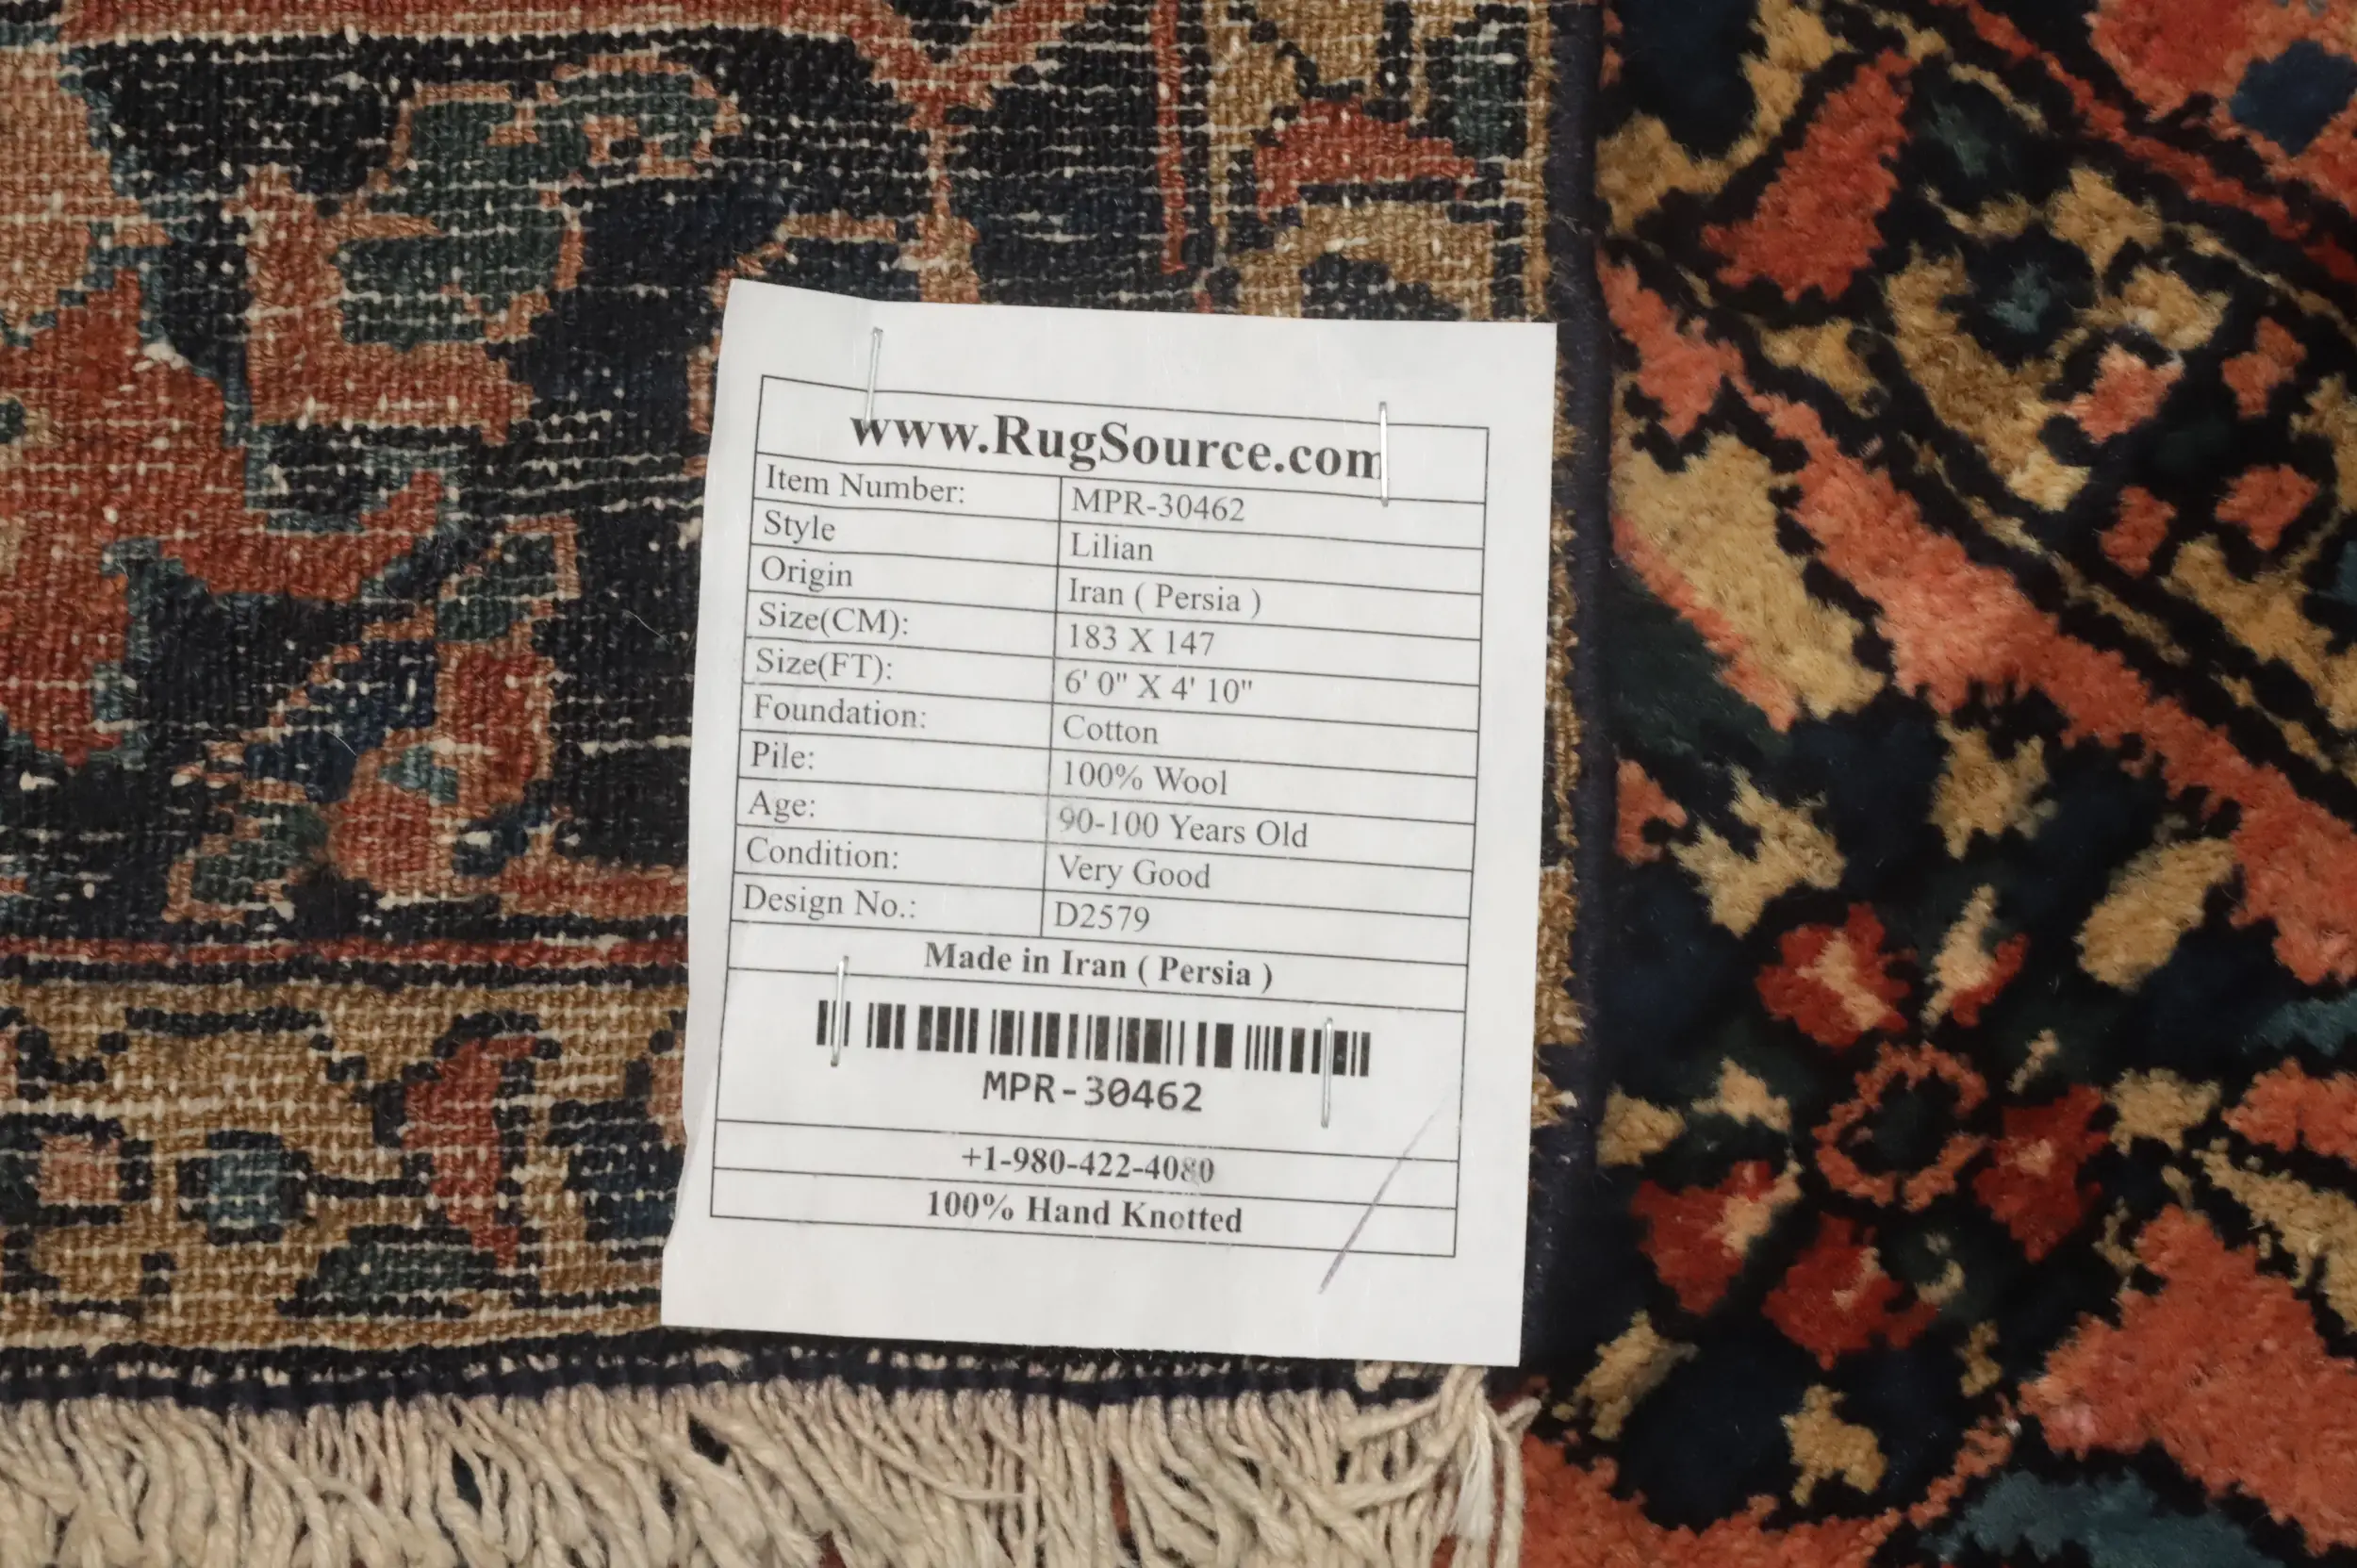 www.RugSource.com
Item Number: MPR-30462
Style Lilian
Origin Iran ( Persia )
Size(CM): 183 X 147
Size(FT): 6' 0" X 4' 10"
Foundation: Cotton
Pile: 100% Wool
Age: 90-100 Years Old
Condition: Very Good
Design No.: D2579
Made in Iran ( Persia )
MPR-30462
+1-980-422-4080
100% Hand Knotted